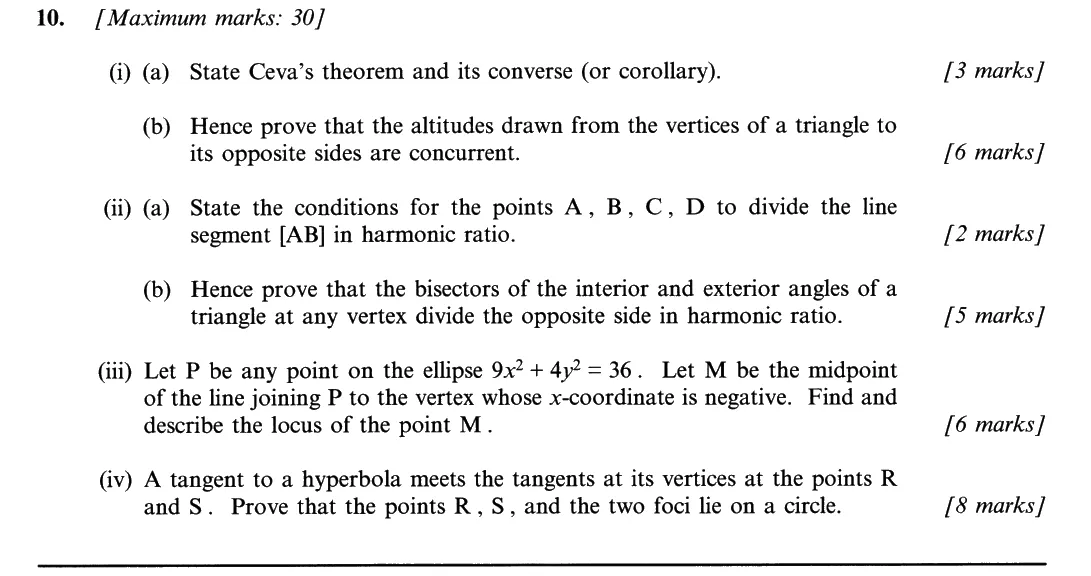 10. [Maximum marks: 30]
(i) (a) State Ceva's theorem and its converse (or corollary). [3 marks]
(b) Hence prove that the altitudes drawn from the vertices of a triangle to
its opposite sides are concurrent. [6 marks]
(ii) (a) State the conditions for the points A , B , C , D to divide the line
segment [AB] in harmonic ratio. [2 marks]
(b) Hence prove that the bisectors of the interior and exterior angles of a
triangle at any vertex divide the opposite side in harmonic ratio. [5 marks]
(iii) Let P be any point on the ellipse 9x² + 4y² = 36 . Let M be the midpoint
of the line joining P to the vertex whose x-coordinate is negative. Find and
describe the locus of the point M . [6 marks]
(iv) A tangent to a hyperbola meets the tangents at its vertices at the points R
and S . Prove that the points R , S , and the two foci lie on a circle. [8 marks]